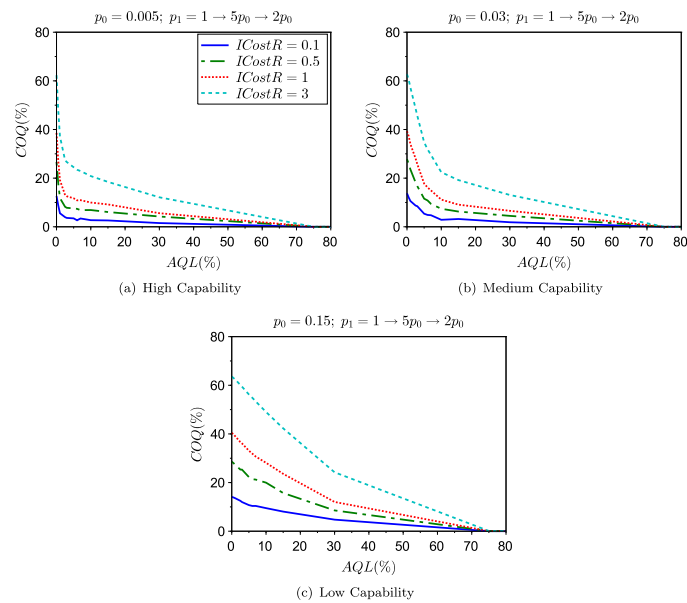 p₀ = 0.005; p₁ = 1 → 5p₀ → 2p₀
80
60
40
20
0
COQ(%)
0 10 20 30 40 50 60 70 80
AQL(%)
ICostR = 0.1
ICostR = 0.5
ICostR = 1
ICostR = 3
(a) High Capability
p₀ = 0.03; p₁ = 1 → 5p₀ → 2p₀
80
60
40
20
0
COQ(%)
0 10 20 30 40 50 60 70 80
AQL(%)
(b) Medium Capability
p₀ = 0.15; p₁ = 1 → 5p₀ → 2p₀
80
60
40
20
0
COQ(%)
0 10 20 30 40 50 60 70 80
AQL(%)
(c) Low Capability